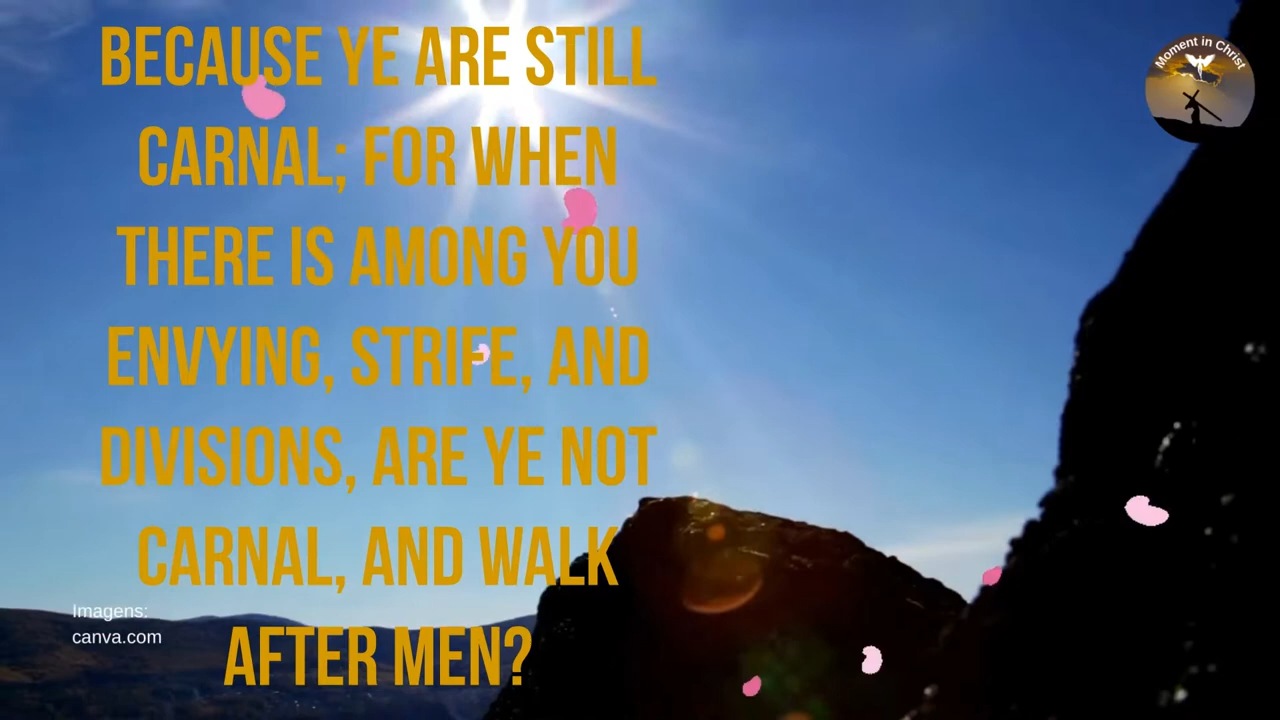 BECAUSE YE ARE STILL
CARNAL; FOR WHEN
THERE IS AMONG YOU
ENVYING, STRIFE, AND
DIVISIONS, ARE YE NOT
CARNAL, AND WALK
AFTER MEN?
Moment in Christ
Imagens:
canva.com